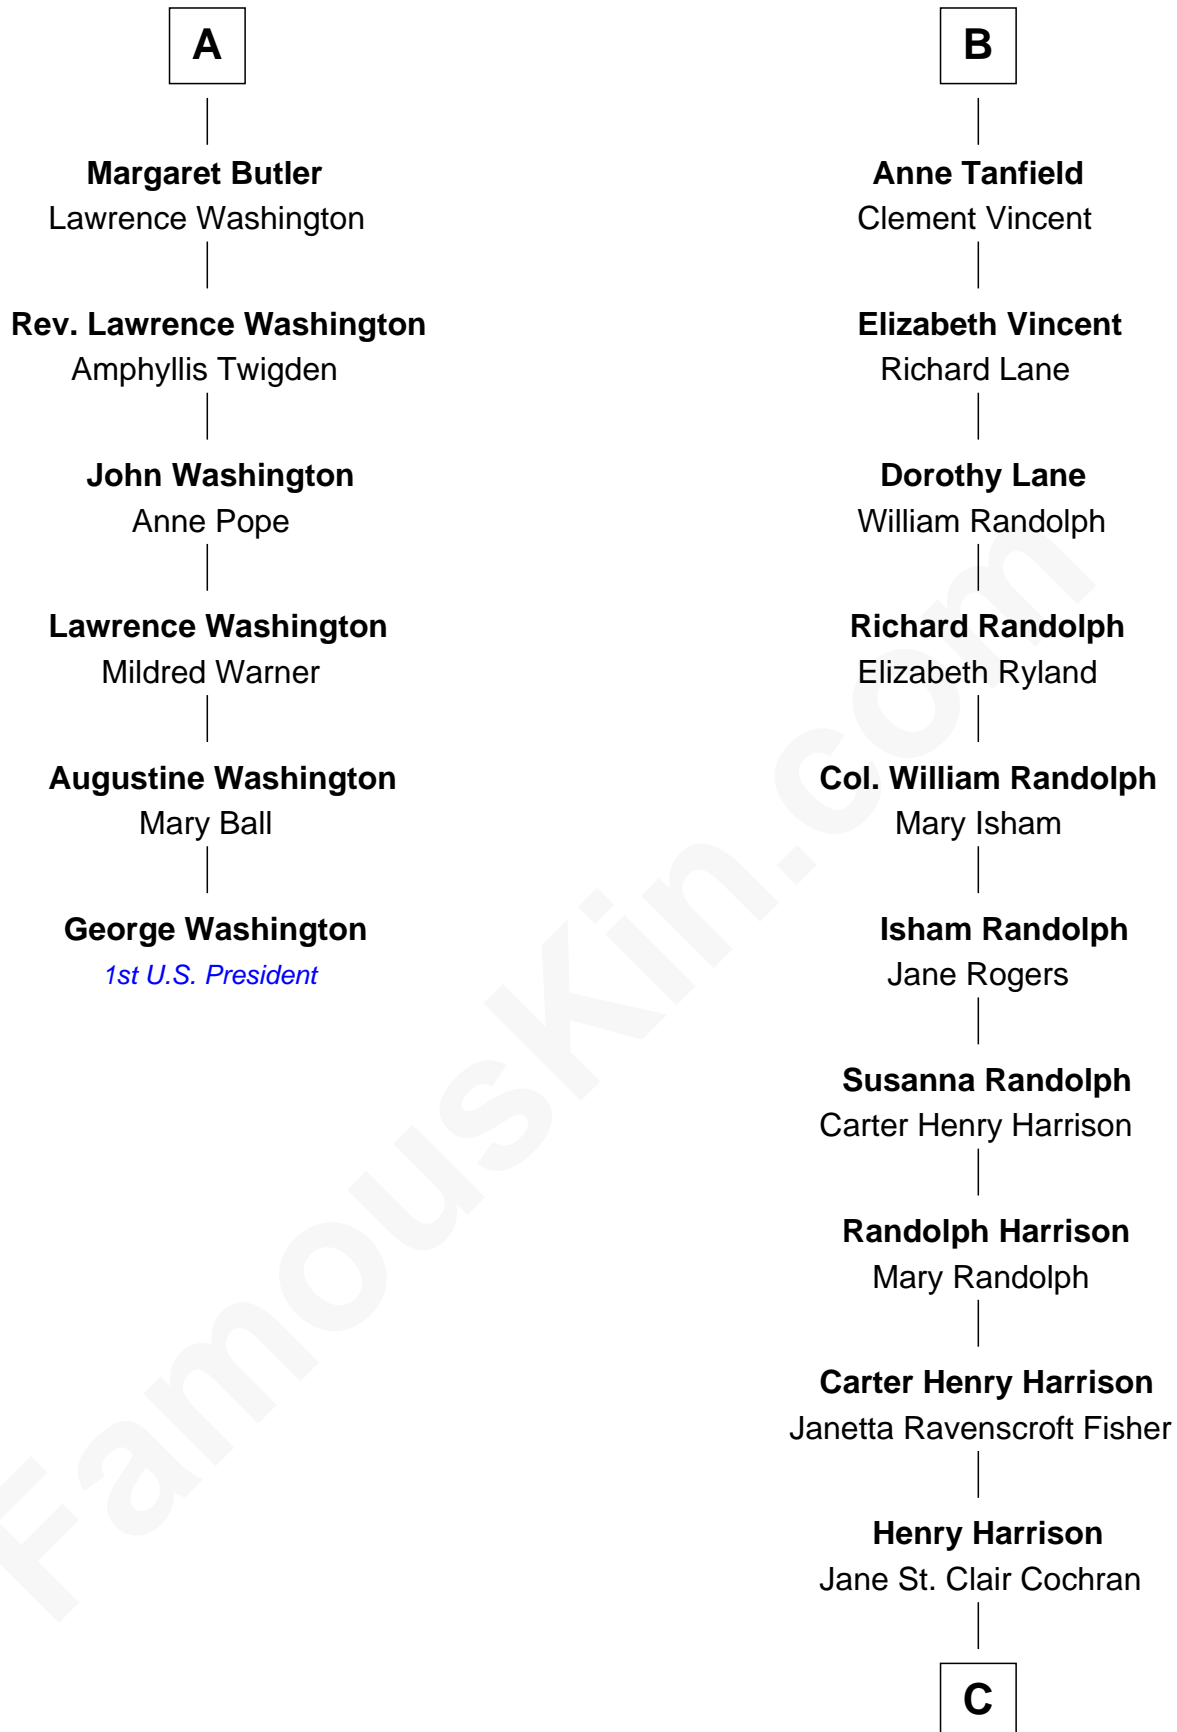 A
Margaret Butler
Lawrence Washington
Rev. Lawrence Washington
Amphyllis Twigden
John Washington
Anne Pope
Lawrence Washington
Mildred Warner
Augustine Washington
Mary Ball
George Washington
1st U.S. President
B
Anne Tanfield
Clement Vincent
Elizabeth Vincent
Richard Lane
Dorothy Lane
William Randolph
Richard Randolph
Elizabeth Ryland
Col. William Randolph
Mary Isham
Isham Randolph
Jane Rogers
Susanna Randolph
Carter Henry Harrison
Randolph Harrison
Mary Randolph
Carter Henry Harrison
Janetta Ravenscroft Fisher
Henry Harrison
Jane St. Clair Cochran
C
FamousKin.com